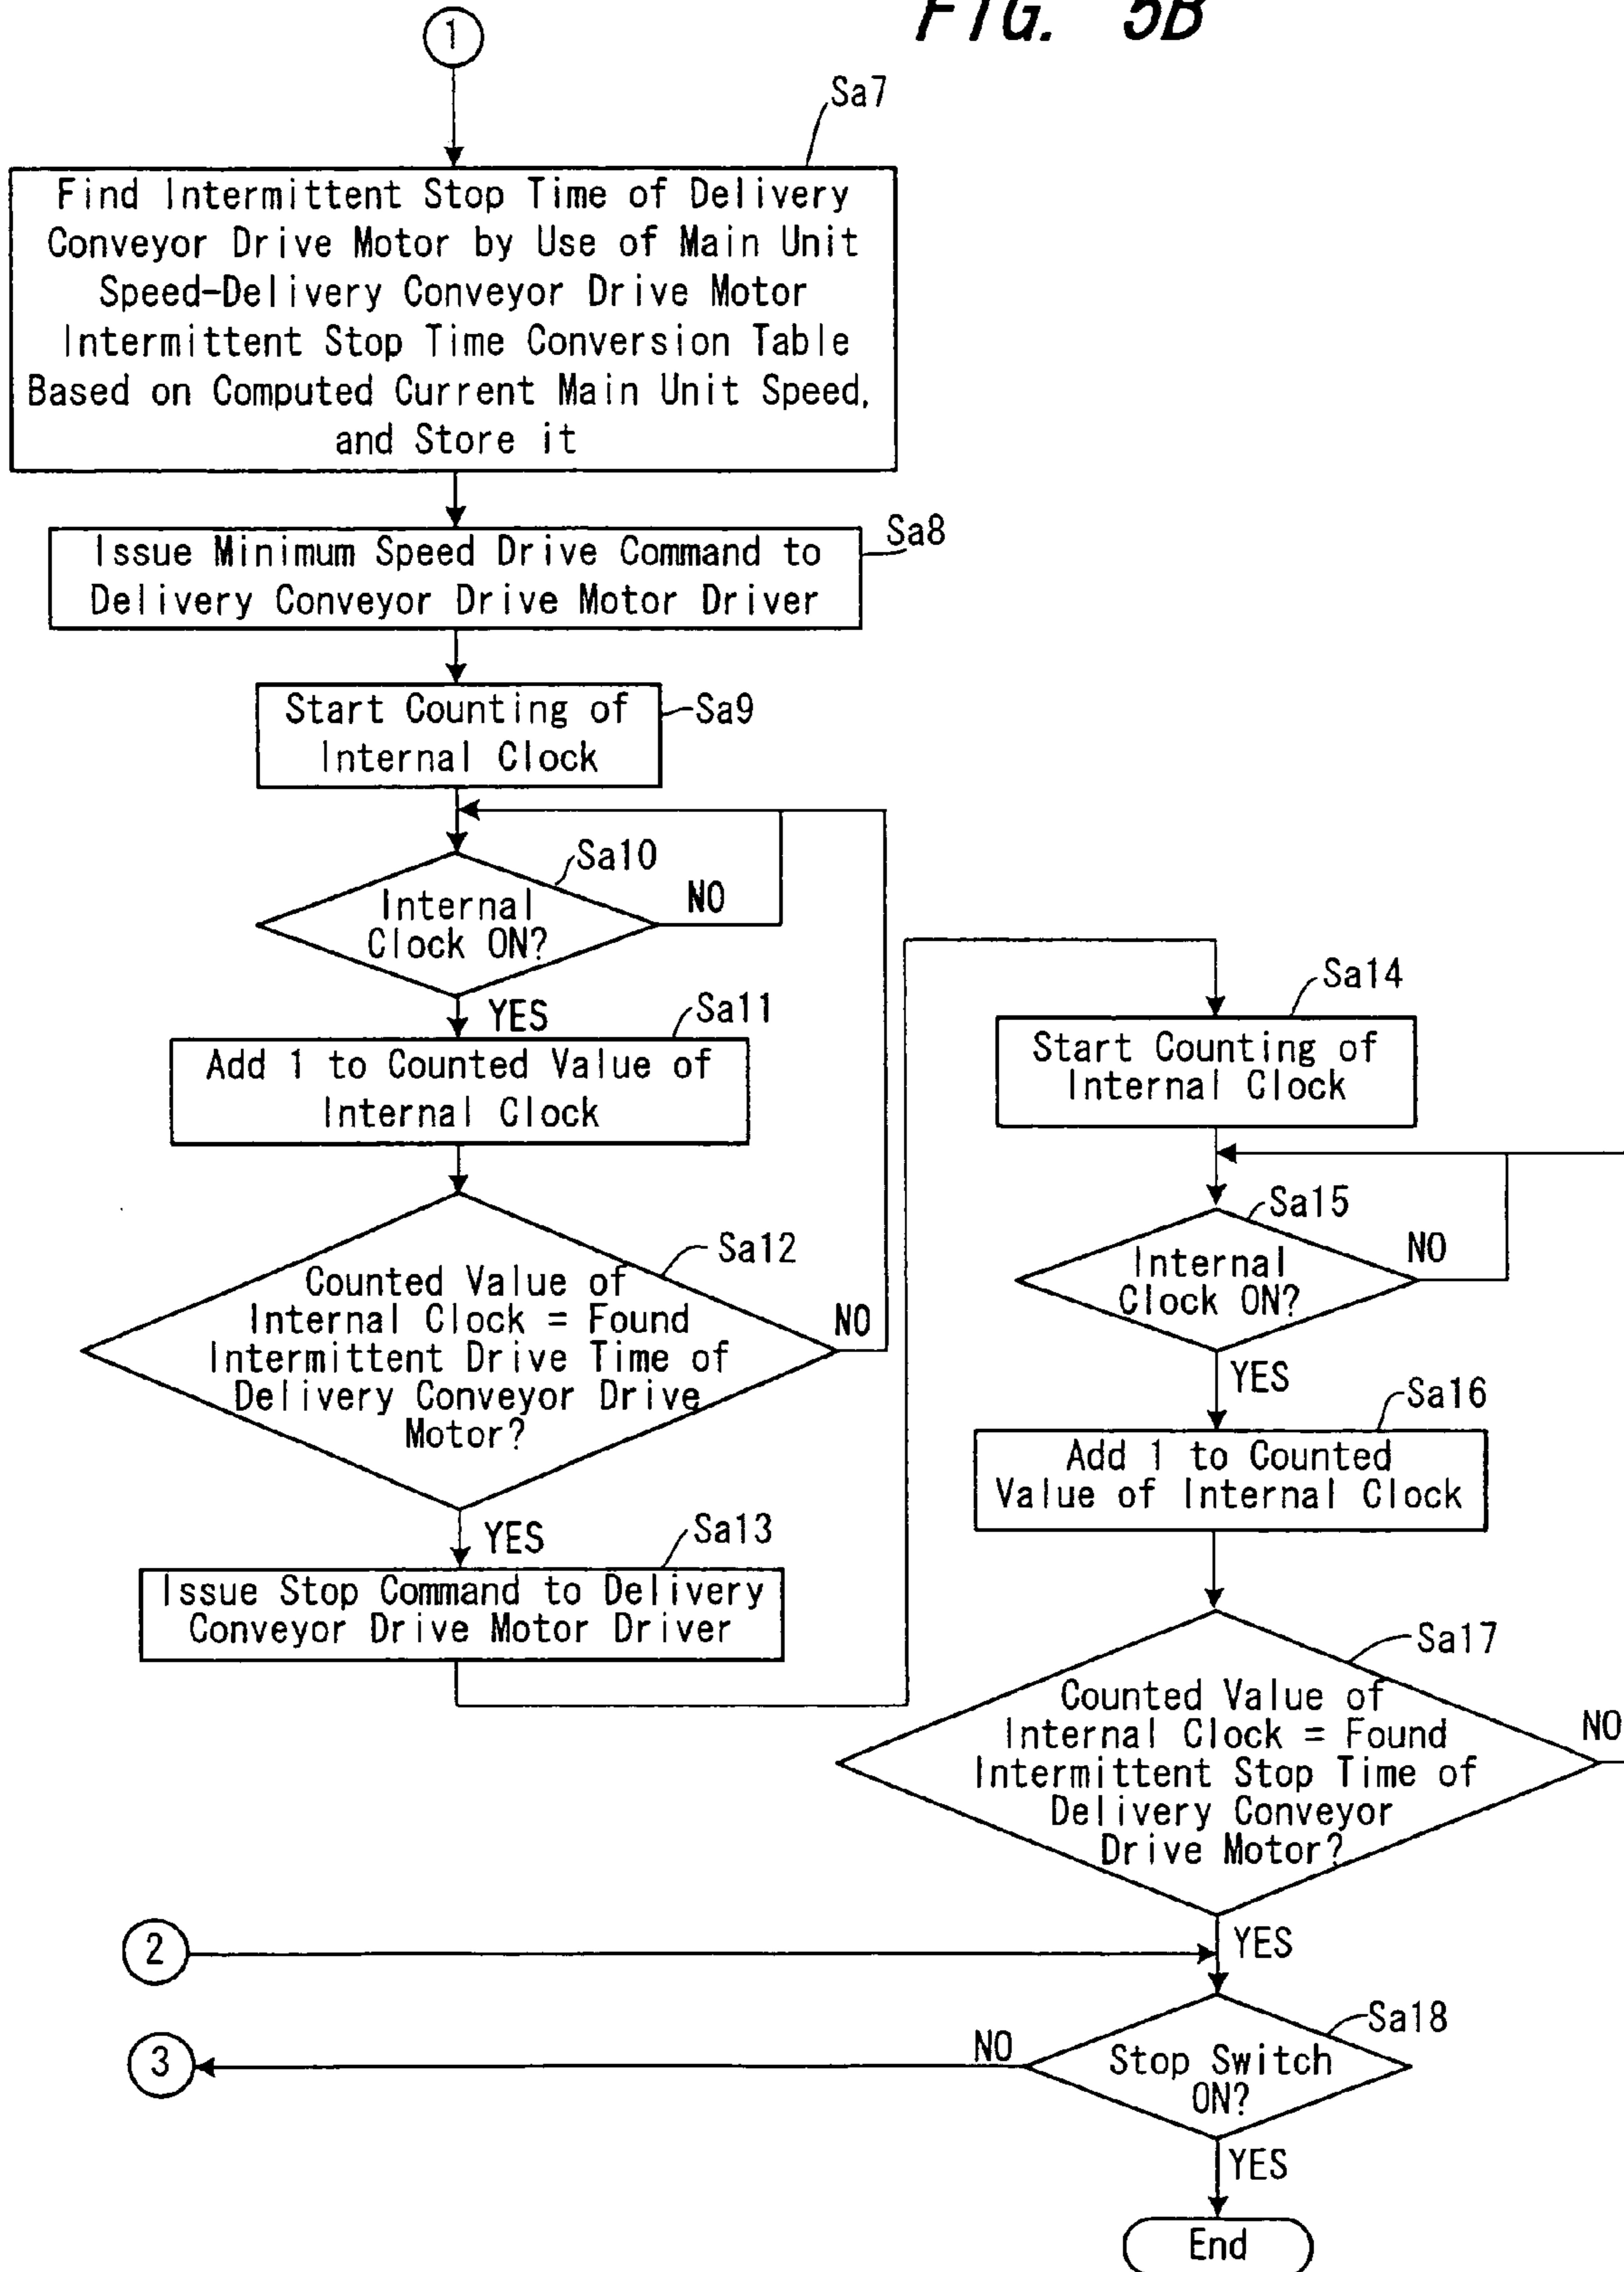 FIG. 5B
1
Sa7
Find Intermittent Stop Time of Delivery
Conveyor Drive Motor by Use of Main Unit
Speed-Delivery Conveyor Drive Motor
Intermittent Stop Time Conversion Table
Based on Computed Current Main Unit Speed,
and Store it
Sa8
Issue Minimum Speed Drive Command to
Delivery Conveyor Drive Motor Driver
Sa9
Start Counting of
Internal Clock
Sa10
Internal
Clock ON?
NO
YES
Sa11
Add 1 to Counted Value of
Internal Clock
Sa12
Counted Value of
Internal Clock = Found
Intermittent Drive Time of
Delivery Conveyor Drive
Motor?
NO
YES
Sa13
Issue Stop Command to Delivery
Conveyor Drive Motor Driver
Sa14
Start Counting of
Internal Clock
Sa15
Internal
Clock ON?
NO
YES
Sa16
Add 1 to Counted
Value of Internal Clock
Sa17
Counted Value of
Internal Clock = Found
Intermittent Stop Time of
Delivery Conveyor
Drive Motor?
NO
YES
2
Sa18
Stop Switch
ON?
NO
3
YES
End